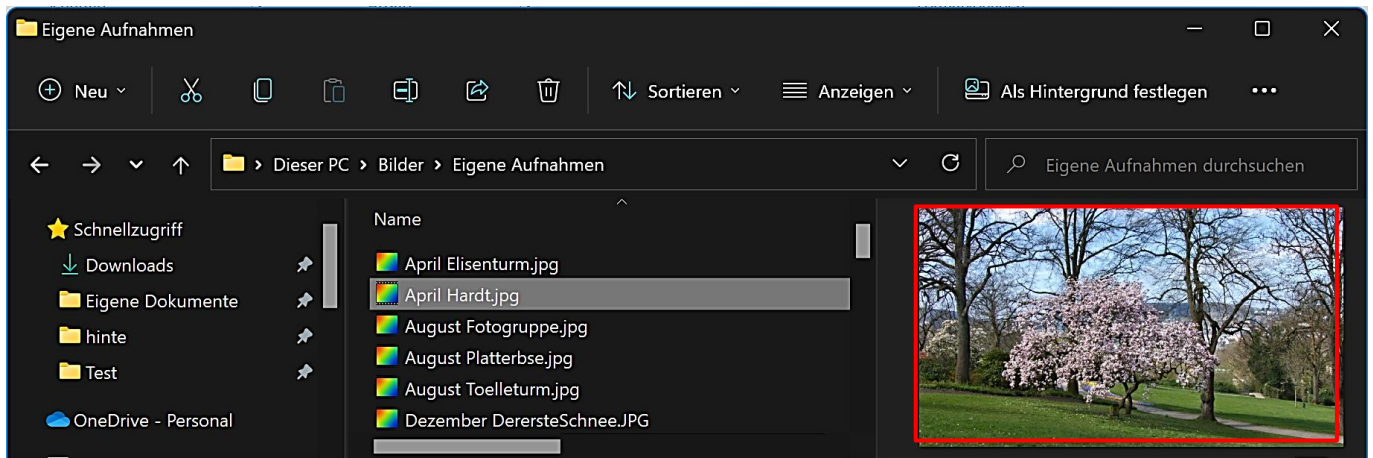 Eigene Aufnahmen
Neu Sortieren Anzeigen Als Hintergrund festlegen
Dieser PC Bilder Eigene Aufnahmen Eigene Aufnahmen durchsuchen
Schnellzugriff
Downloads
Eigene Dokumente
hinte
Test
OneDrive - Personal
Name
April Elisenturm.jpg
April Hardt.jpg
August Fotogruppe.jpg
August Platterbse.jpg
August Toelleturm.jpg
Dezember DerersteSchnee.JPG